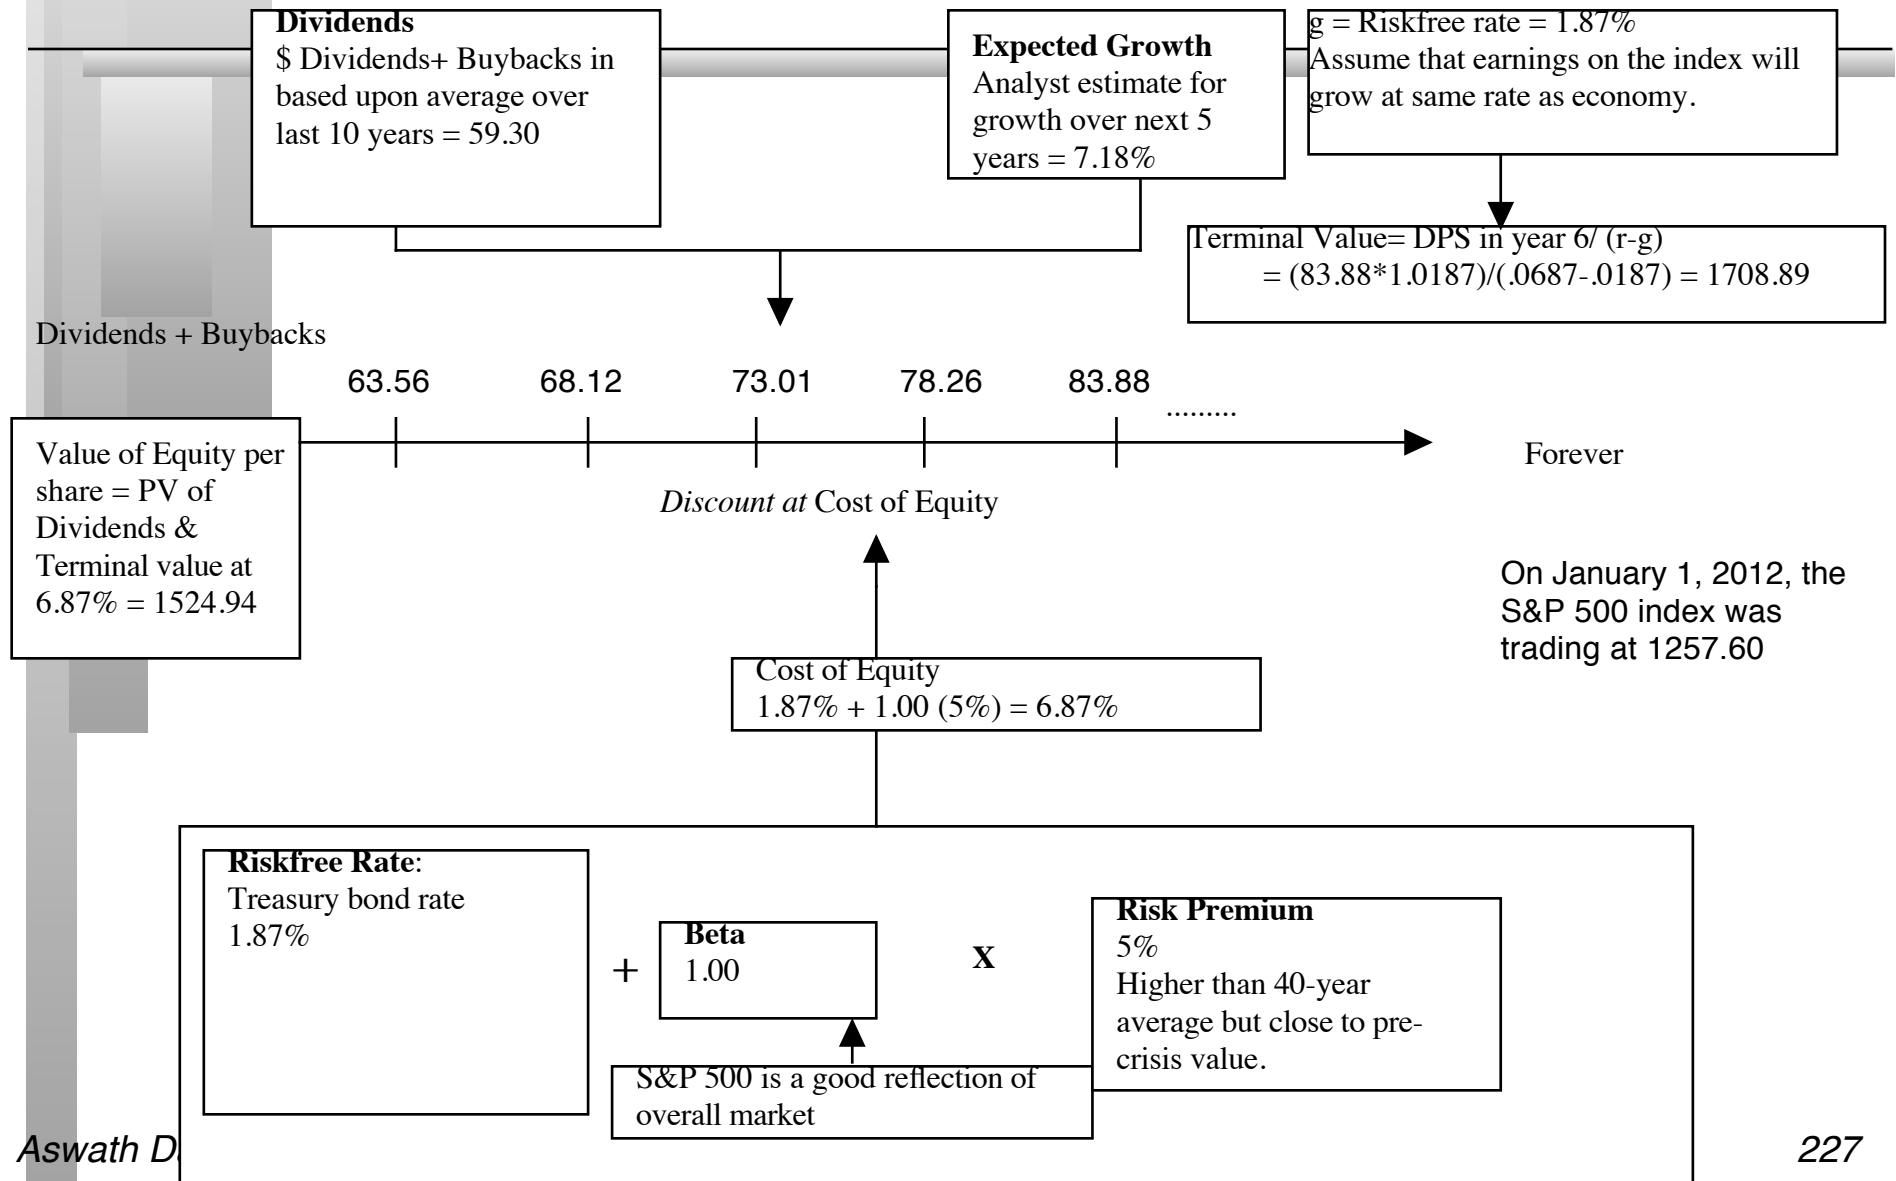 Dividends
$ Dividends+ Buybacks in
based upon average over
last 10 years = 59.30
Expected Growth
Analyst estimate for
growth over next 5
years = 7.18%
g = Riskfree rate = 1.87%
Assume that earnings on the index will
grow at same rate as economy.
Terminal Value= DPS in year 6/ (r-g)
= (83.88*1.0187)/(.0687-.0187) = 1708.89
Dividends + Buybacks
63.56 68.12 73.01 78.26 83.88
.........
Forever
Value of Equity per
share = PV of
Dividends &
Terminal value at
6.87% = 1524.94
Discount at Cost of Equity
On January 1, 2012, the
S&P 500 index was
trading at 1257.60
Cost of Equity
1.87% + 1.00 (5%) = 6.87%
Riskfree Rate:
Treasury bond rate
1.87%
+
Beta
1.00
X
Risk Premium
5%
Higher than 40-year
average but close to pre-
crisis value.
S&P 500 is a good reflection of
overall market
Aswath D
227